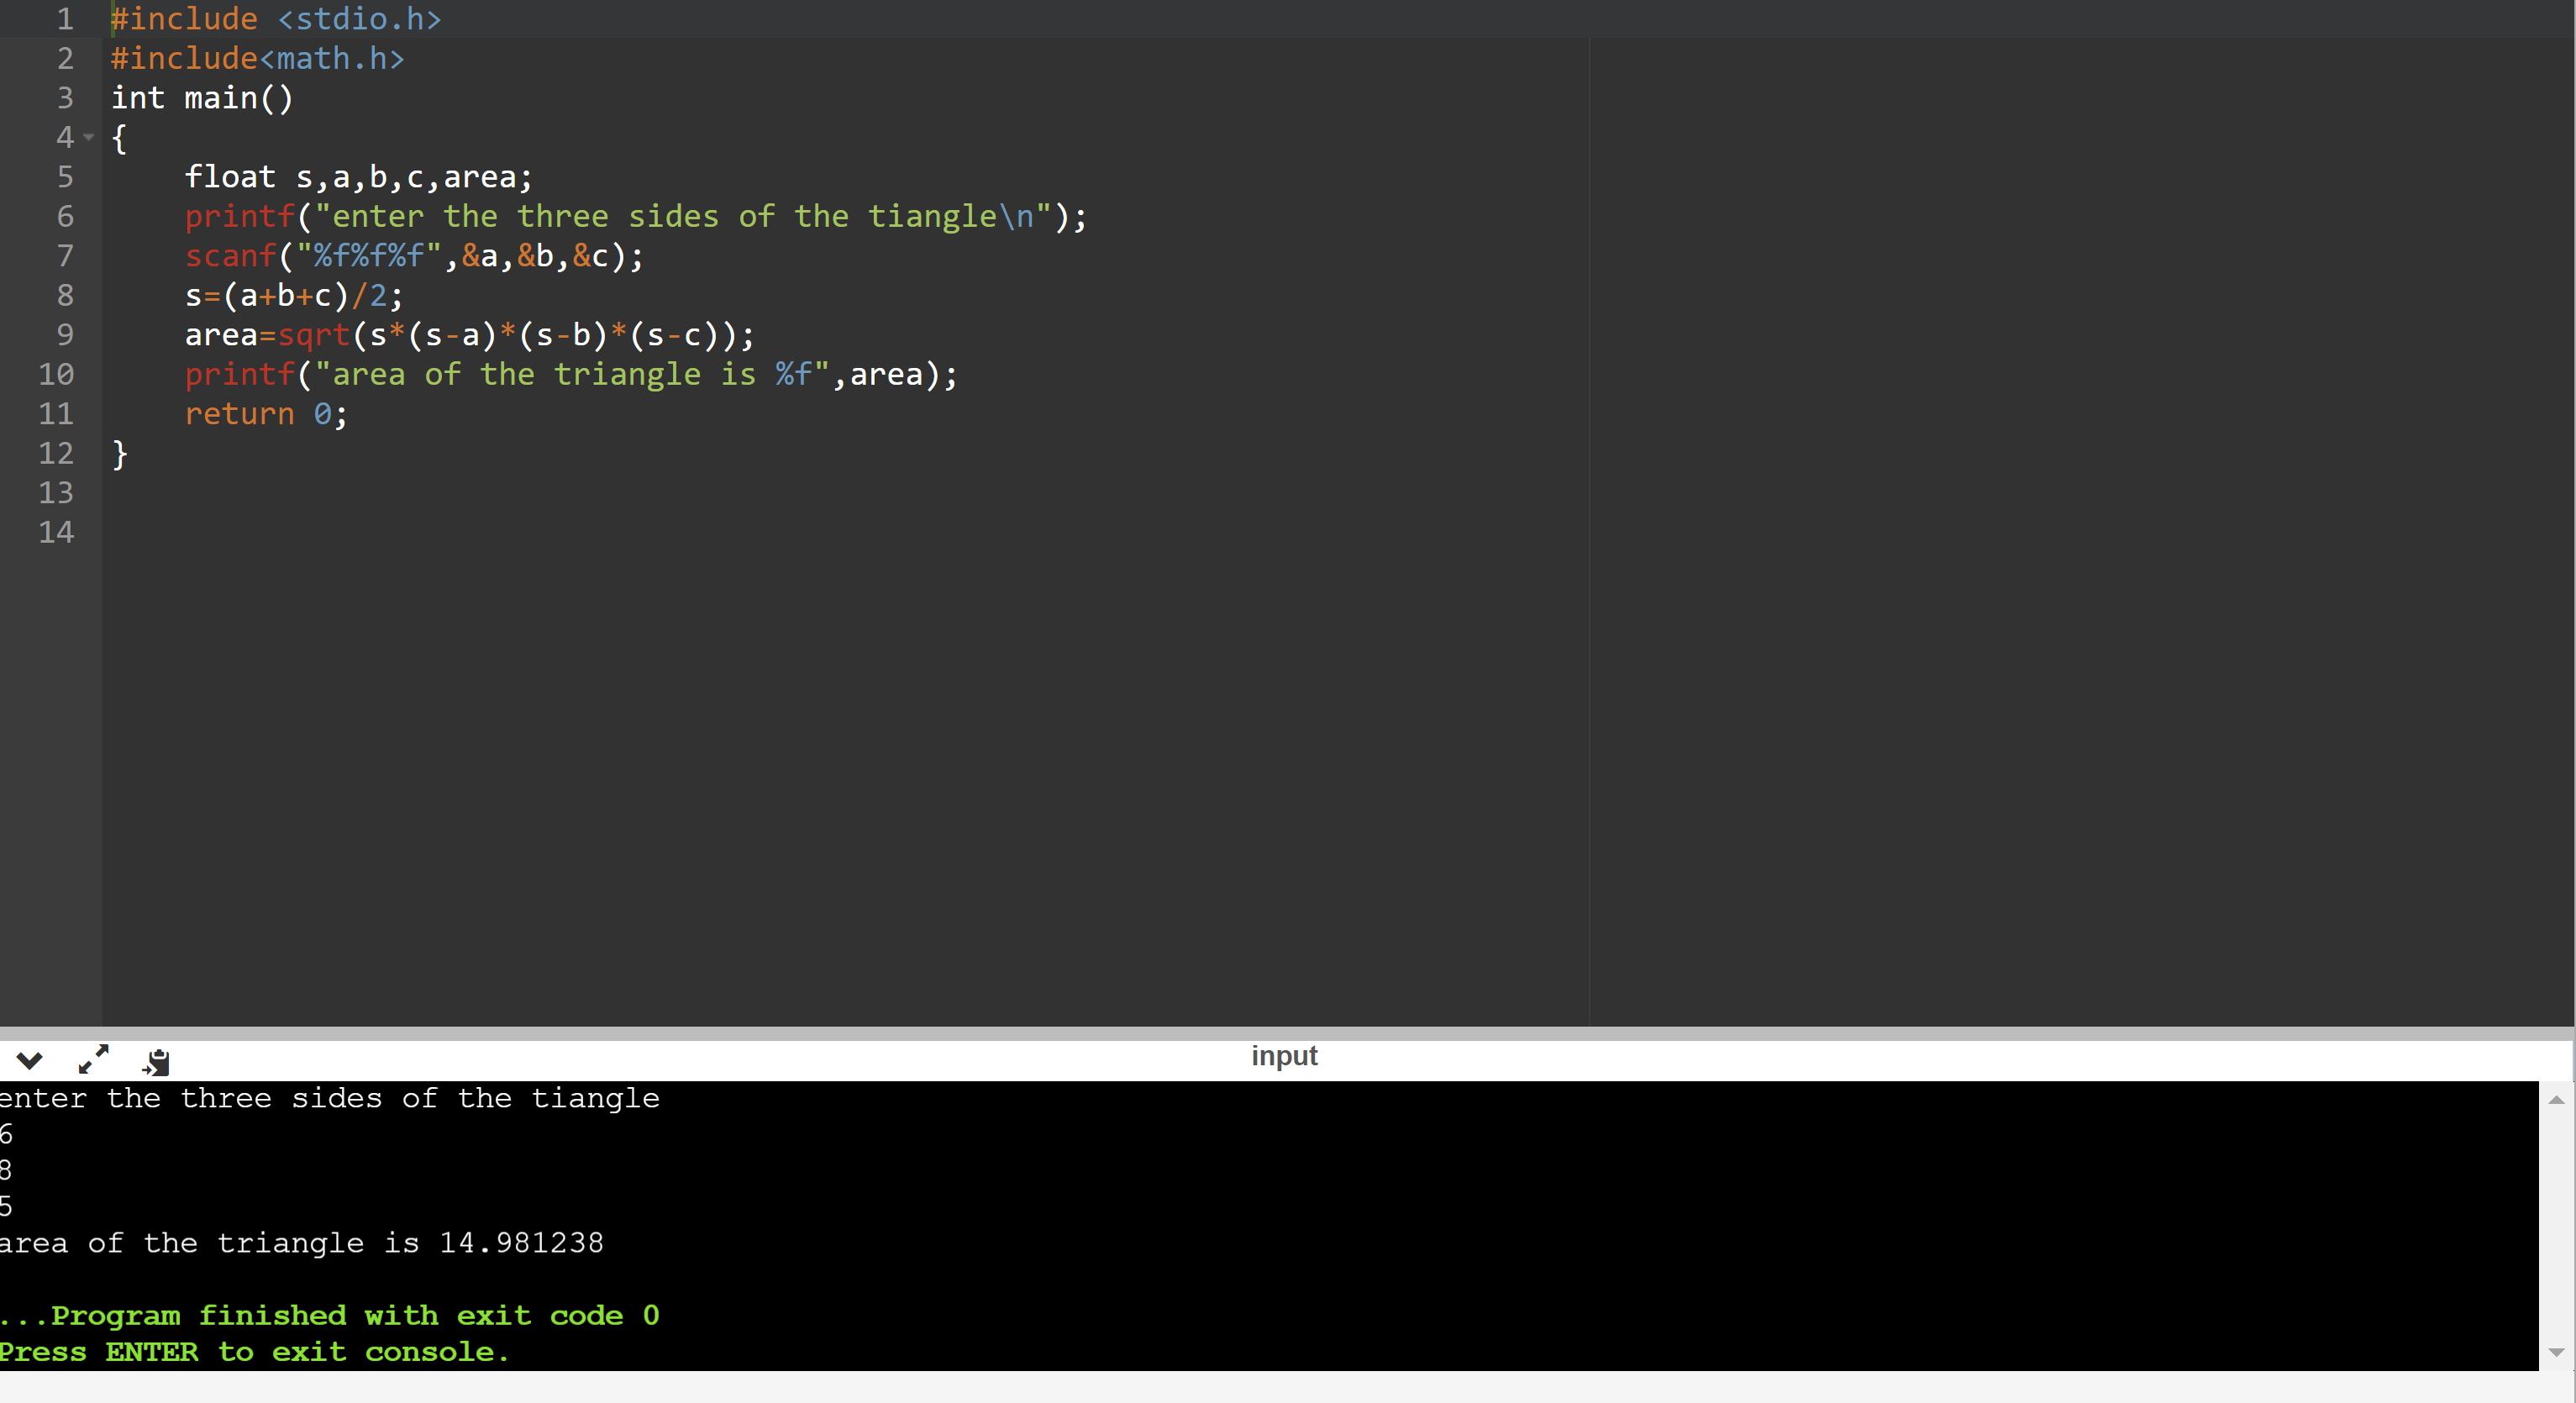 1 #include <stdio.h>
2 #include<math.h>
3 int main()
4 {
5     float s,a,b,c,area;
6     printf("enter the three sides of the tiangle\n");
7     scanf("%f%f%f",&a,&b,&c);
8     s=(a+b+c)/2;
9     area=sqrt(s*(s-a)*(s-b)*(s-c));
10     printf("area of the triangle is %f",area);
11     return 0;
12 }
13
14
input
enter the three sides of the tiangle
6
8
5
area of the triangle is 14.981238
...Program finished with exit code 0
Press ENTER to exit console.